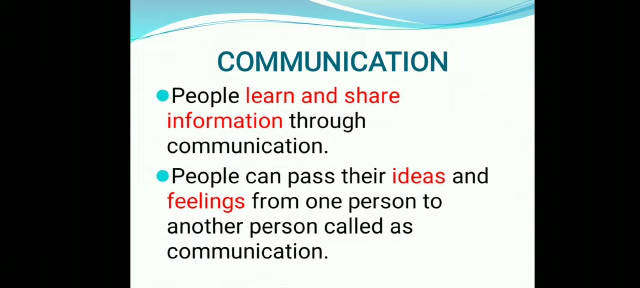 COMMUNICATION
People learn and share
information through
communication.
People can pass their ideas and
feelings from one person to
another person called as
communication.